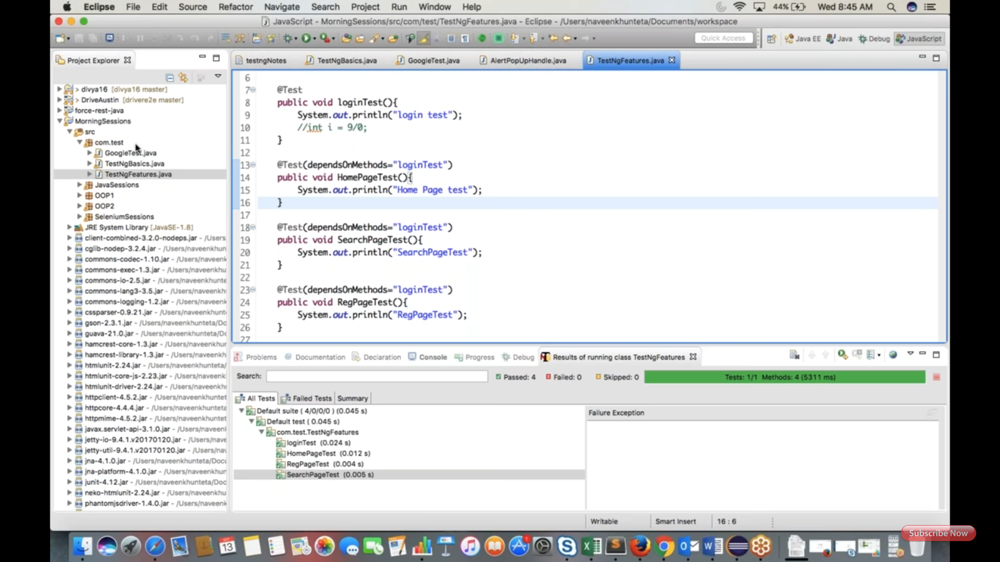 Eclipse File Edit Source Refactor Navigate Search Project Run Window Help 44% Wed 8:45 AM
JavaScript - MorningSessions/src/com/test/TestNgFeatures.java - Eclipse - /Users/naveenkhunteta/Documents/workspace
Quick Access Java EE Java Debug JavaScript
Project Explorer
> divya16 [divya16 master]
> DriveAustin [drivere2e master]
force-rest-java
MorningSessions
src
com.test
GoogleTest.java
TestNgBasics.java
TestNgFeatures.java
JavaSessions
OOP1
OOP2
SeleniumSessions
JRE System Library [JavaSE-1.8]
client-combined-3.2.0-nodeps.jar - /Users
cglib-nodep-3.2.4.jar - /Users/naveenkhun
commons-codec-1.10.jar - /Users/naveenk
commons-exec-1.3.jar - /Users/naveenkhu
commons-io-2.5.jar - /Users/naveenkhunte
commons-lang3-3.5.jar - /Users/naveenkh
commons-logging-1.2.jar - /Users/naveenk
cssparser-0.9.21.jar - /Users/naveenkhunt
gson-2.3.1.jar - /Users/naveenkhunteta/Do
guava-21.0.jar - /Users/naveenkhunteta/Do
hamcrest-core-1.3.jar - /Users/naveenkhur
hamcrest-library-1.3.jar - /Users/naveenkh
htmlunit-2.24.jar - /Users/naveenkhunteta/
htmlunit-core-js-2.23.jar - /Users/naveenk
htmlunit-driver-2.24.jar - /Users/naveenkh
httpclient-4.5.2.jar - /Users/naveenkhuntet
httpcore-4.4.4.jar - /Users/naveenkhunteta
httpmime-4.5.2.jar - /Users/naveenkhuntet
javax.servlet-api-3.1.0.jar - /Users/naveenl
jetty-io-9.4.1.v20170120.jar - /Users/navee
jetty-util-9.4.1.v20170120.jar - /Users/nav
jna-4.1.0.jar - /Users/naveenkhunteta/Docu
jna-platform-4.1.0.jar - /Users/naveenkhur
junit-4.12.jar - /Users/naveenkhunteta/Doc
neko-htmlunit-2.24.jar - /Users/naveenkhu
phantomjsdriver-1.4.0.jar - /Users/naveenk
testngNotes TestNgBasics.java GoogleTest.java AlertPopUpHandle.java TestNgFeatures.java
6
7 @Test
8 public void loginTest(){
9 System.out.println("login test");
10 //int i = 9/0;
11 }
12
13 @Test(dependsOnMethods="loginTest")
14 public void HomePageTest(){
15 System.out.println("Home Page test");
16 }
17
18 @Test(dependsOnMethods="loginTest")
19 public void SearchPageTest(){
20 System.out.println("SearchPageTest");
21 }
22
23 @Test(dependsOnMethods="loginTest")
24 public void RegPageTest(){
25 System.out.println("RegPageTest");
26 }
27
Problems Documentation Declaration Console Progress Debug Results of running class TestNgFeatures
Search: Passed: 4 Failed: 0 Skipped: 0 Tests: 1/1 Methods: 4 (5311 ms)
All Tests Failed Tests Summary
Default suite ( 4/0/0/0 ) (0.045 s)
Default test ( 0.045 s)
com.test.TestNgFeatures
loginTest (0.024 s)
HomePageTest (0.012 s)
RegPageTest (0.004 s)
SearchPageTest (0.005 s)
Failure Exception
Writable Smart Insert 16 : 6
Subscribe Now
13